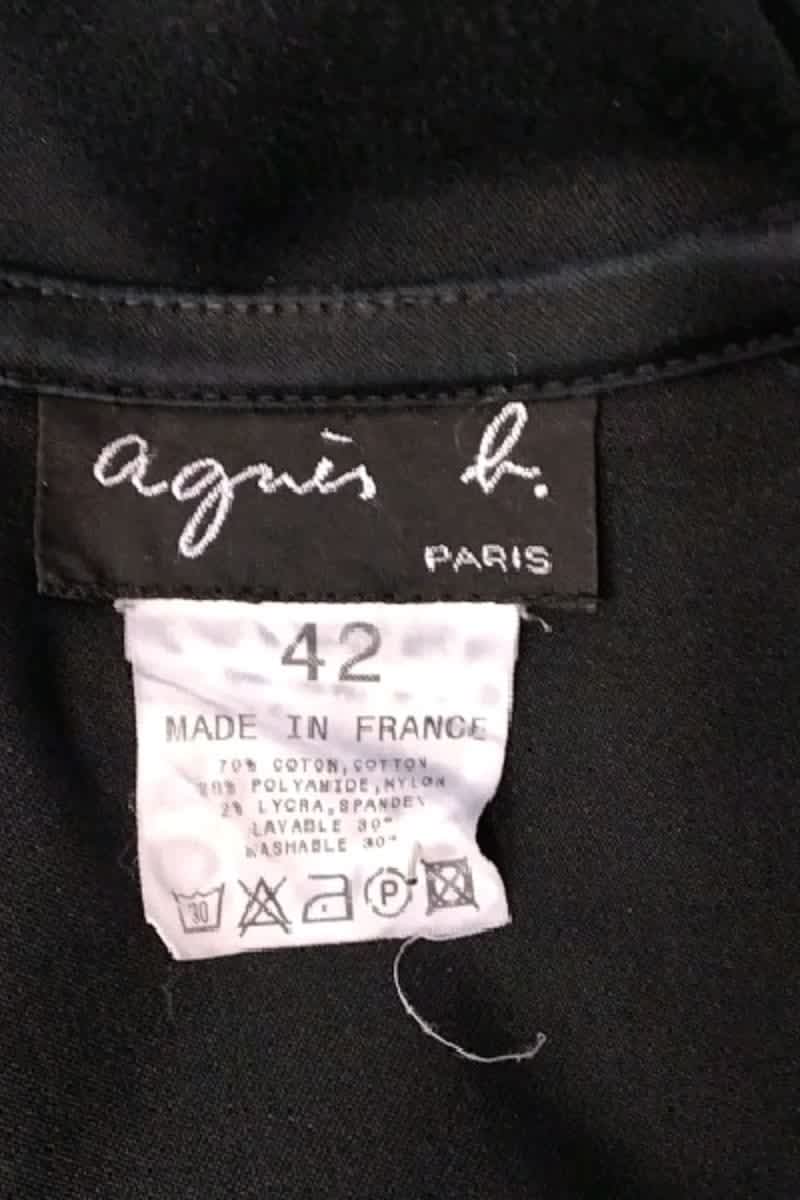 agnès b.
PARIS
42
MADE IN FRANCE
70% COTON, COTTON
POLYAMIDE, NYLON
2% LYCRA, SPANDEX
LAVABLE 30°
WASHABLE 30°
30 P